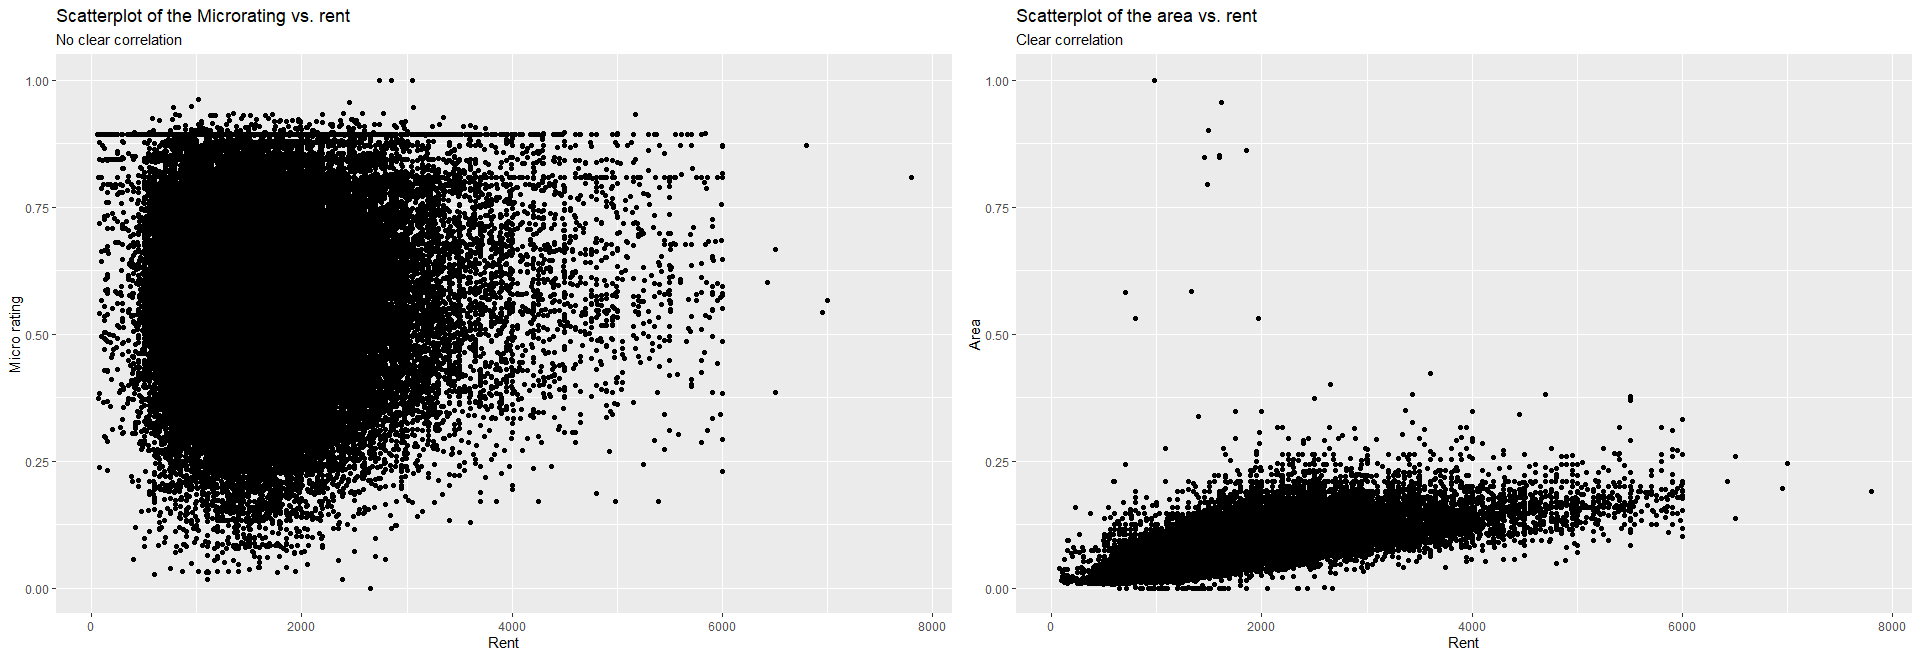 Scatterplot of the Microrating vs. rent
No clear correlation
1.00
0.75
0.50
0.25
0.00
Micro rating
0 2000 4000 6000 8000
Rent
Scatterplot of the area vs. rent
Clear correlation
1.00
0.75
0.50
0.25
0.00
Area
0 2000 4000 6000 8000
Rent